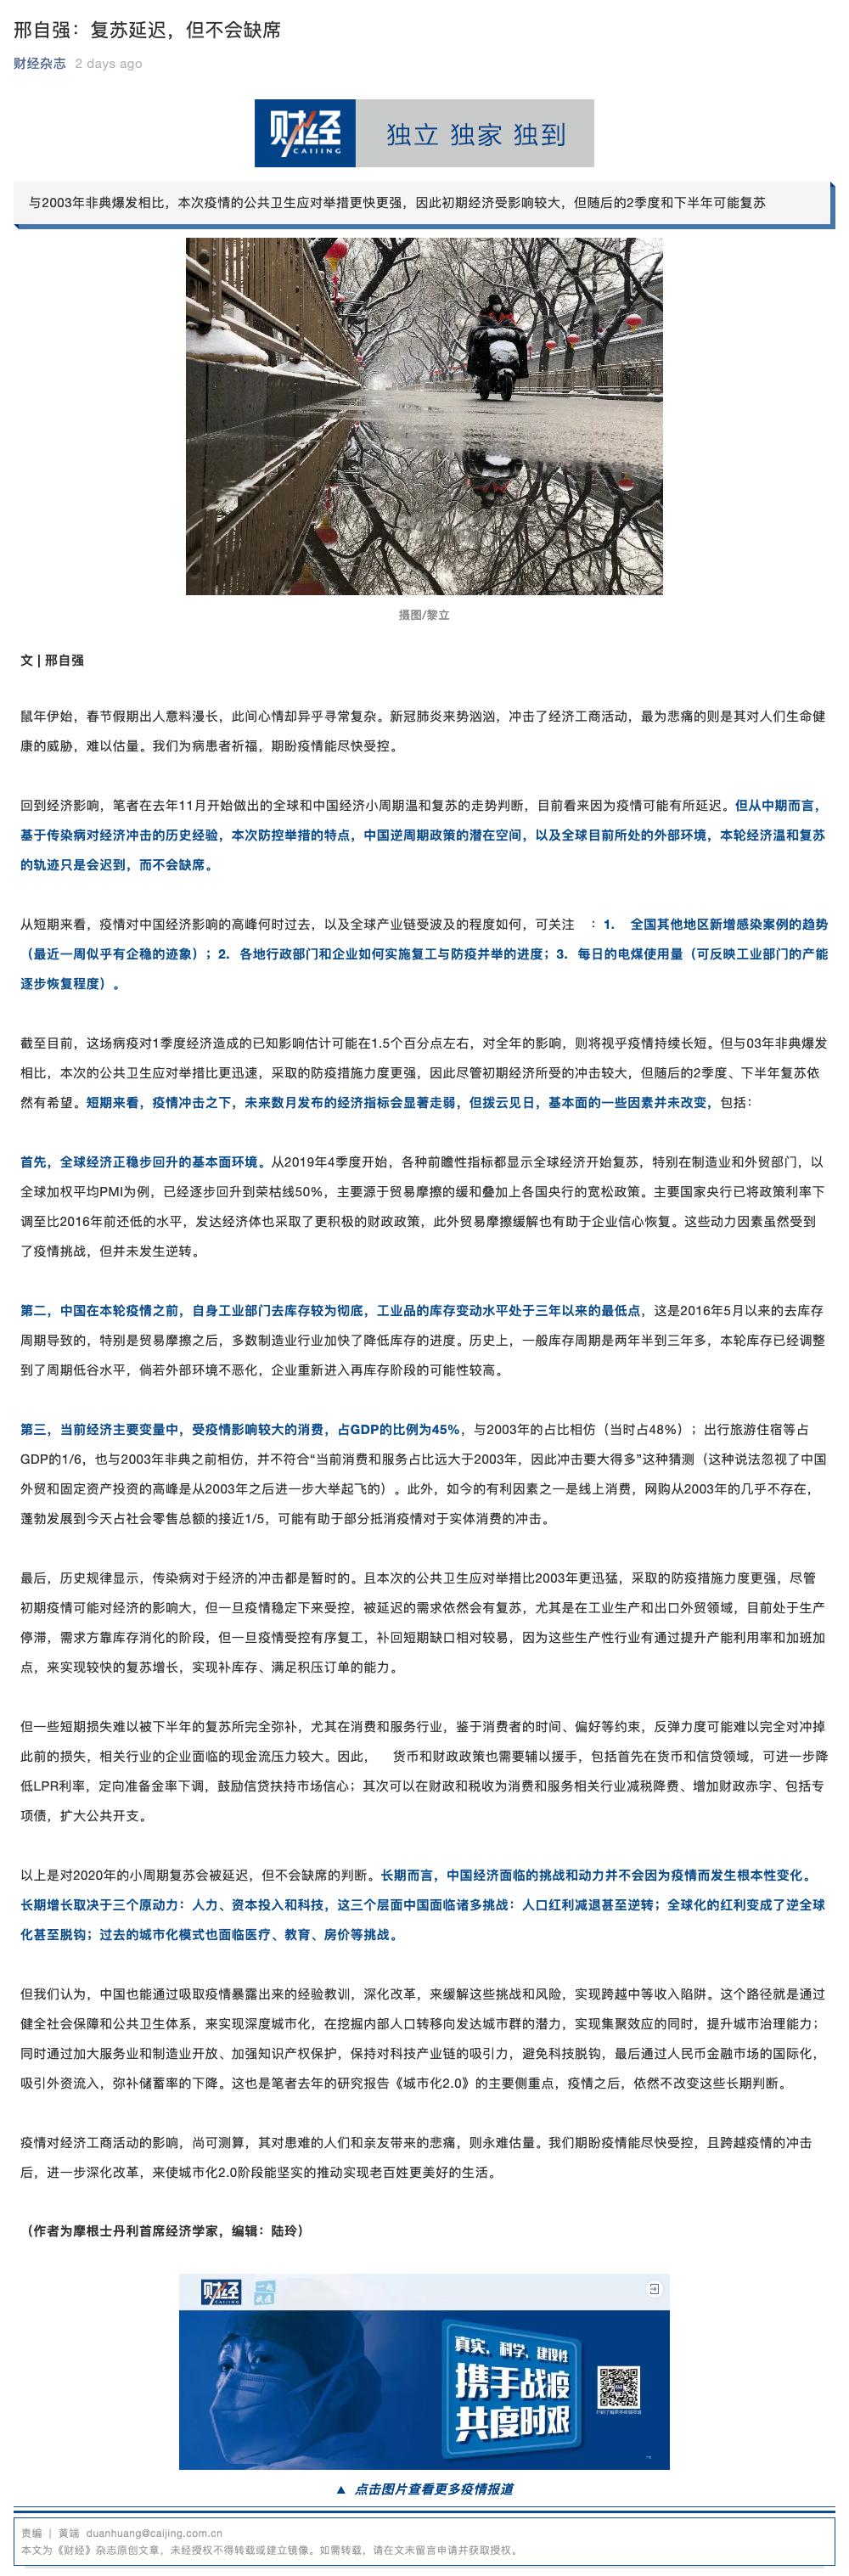 邢自强：复苏延迟，但不会缺席
财经杂志 2 days ago
财经
CAIJING
独立 独家 独到
与2003年非典爆发相比，本次疫情的公共卫生应对举措更快更强，因此初期经济受影响较大，但随后的2季度和下半年可能复苏
摄图/黎立
文 | 邢自强
鼠年伊始，春节假期出人意料漫长，此间心情却异乎寻常复杂。新冠肺炎来势汹汹，冲击了经济工商活动，最为悲痛的则是其对人们生命健
康的威胁，难以估量。我们为病患者祈福，期盼疫情能尽快受控。
回到经济影响，笔者在去年11月开始做出的全球和中国经济小周期温和复苏的走势判断，目前看来因为疫情可能有所延迟。但从中期而言，
基于传染病对经济冲击的历史经验，本次防控举措的特点，中国逆周期政策的潜在空间，以及全球目前所处的外部环境，本轮经济温和复苏
的轨迹只是会迟到，而不会缺席。
从短期来看，疫情对中国经济影响的高峰何时过去，以及全球产业链受波及的程度如何，可关注 ：1. 全国其他地区新增感染案例的趋势
（最近一周似乎有企稳的迹象）；2. 各地行政部门和企业如何实施复工与防疫并举的进度；3. 每日的电煤使用量（可反映工业部门的产能
逐步恢复程度）。
截至目前，这场病疫对1季度经济造成的已知影响估计可能在1.5个百分点左右，对全年的影响，则将视乎疫情持续长短。但与03年非典爆发
相比，本次的公共卫生应对举措比更迅速，采取的防疫措施力度更强，因此尽管初期经济所受的冲击较大，但随后的2季度、下半年复苏依
然有希望。短期来看，疫情冲击之下，未来数月发布的经济指标会显著走弱，但拨云见日，基本面的一些因素并未改变，包括：
首先，全球经济正稳步回升的基本面环境。从2019年4季度开始，各种前瞻性指标都显示全球经济开始复苏，特别在制造业和外贸部门，以
全球加权平均PMI为例，已经逐步回升到荣枯线50%，主要源于贸易摩擦的缓和叠加上各国央行的宽松政策。主要国家央行已将政策利率下
调至比2016年前还低的水平，发达经济体也采取了更积极的财政政策，此外贸易摩擦缓解也有助于企业信心恢复。这些动力因素虽然受到
了疫情挑战，但并未发生逆转。
第二，中国在本轮疫情之前，自身工业部门去库存较为彻底，工业品的库存变动水平处于三年以来的最低点，这是2016年5月以来的去库存
周期导致的，特别是贸易摩擦之后，多数制造业行业加快了降低库存的进度。历史上，一般库存周期是两年半到三年多，本轮库存已经调整
到了周期低谷水平，倘若外部环境不恶化，企业重新进入再库存阶段的可能性较高。
第三，当前经济主要变量中，受疫情影响较大的消费，占GDP的比例为45%，与2003年的占比相仿（当时占48%）；出行旅游住宿等占
GDP的1/6，也与2003年非典之前相仿，并不符合“当前消费和服务占比远大于2003年，因此冲击要大得多”这种猜测（这种说法忽视了中国
外贸和固定资产投资的高峰是从2003年之后进一步大举起飞的）。此外，如今的有利因素之一是线上消费，网购从2003年的几乎不存在，
蓬勃发展到今天占社会零售总额的接近1/5，可能有助于部分抵消疫情对于实体消费的冲击。
最后，历史规律显示，传染病对于经济的冲击都是暂时的。且本次的公共卫生应对举措比2003年更迅猛，采取的防疫措施力度更强，尽管
初期疫情可能对经济的影响大，但一旦疫情稳定下来受控，被延迟的需求依然会有复苏，尤其是在工业生产和出口外贸领域，目前处于生产
停滞，需求方靠库存消化的阶段，但一旦疫情受控有序复工，补回短期缺口相对较易，因为这些生产性行业有通过提升产能利用率和加班加
点，来实现较快的复苏增长，实现补库存、满足积压订单的能力。
但一些短期损失难以被下半年的复苏所完全弥补，尤其在消费和服务行业，鉴于消费者的时间、偏好等约束，反弹力度可能难以完全对冲掉
此前的损失，相关行业的企业面临的现金流压力较大。因此， 货币和财政政策也需要辅以援手，包括首先在货币和信贷领域，可进一步降
低LPR利率，定向准备金率下调，鼓励信贷扶持市场信心；其次可以在财政和税收为消费和服务相关行业减税降费、增加财政赤字、包括专
项债，扩大公共开支。
以上是对2020年的小周期复苏会被延迟，但不会缺席的判断。长期而言，中国经济面临的挑战和动力并不会因为疫情而发生根本性变化。
长期增长取决于三个原动力：人力、资本投入和科技，这三个层面中国面临诸多挑战：人口红利减退甚至逆转；全球化的红利变成了逆全球
化甚至脱钩；过去的城市化模式也面临医疗、教育、房价等挑战。
但我们认为，中国也能通过吸取疫情暴露出来的经验教训，深化改革，来缓解这些挑战和风险，实现跨越中等收入陷阱。这个路径就是通过
健全社会保障和公共卫生体系，来实现深度城市化，在挖掘内部人口转移向发达城市群的潜力，实现集聚效应的同时，提升城市治理能力；
同时通过加大服务业和制造业开放、加强知识产权保护，保持对科技产业链的吸引力，避免科技脱钩，最后通过人民币金融市场的国际化，
吸引外资流入，弥补储蓄率的下降。这也是笔者去年的研究报告《城市化2.0》的主要侧重点，疫情之后，依然不改变这些长期判断。
疫情对经济工商活动的影响，尚可测算，其对患难的人们和亲友带来的悲痛，则永难估量。我们期盼疫情能尽快受控，且跨越疫情的冲击
后，进一步深化改革，来使城市化2.0阶段能坚实的推动实现老百姓更美好的生活。
（作者为摩根士丹利首席经济学家，编辑：陆玲）
财经
CAIJING
真实、科学、建设性
携手战疫
共度时艰
▲ 点击图片查看更多疫情报道
责编 | 黄端 duanhuang@caijing.com.cn
本文为《财经》杂志原创文章，未经授权不得转载或建立镜像。如需转载，请在文末留言申请并获取授权。